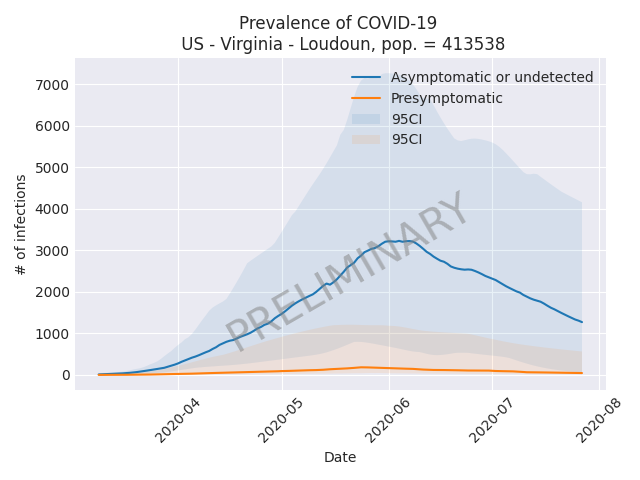 Prevalence of COVID-19
US - Virginia - Loudoun, pop. = 413538
7000
6000
5000
4000
3000
2000
1000
0
# of infections
Asymptomatic or undetected
Presymptomatic
95CI
95CI
PRELIMINARY
2020-04
2020-05
2020-06
2020-07
2020-08
Date